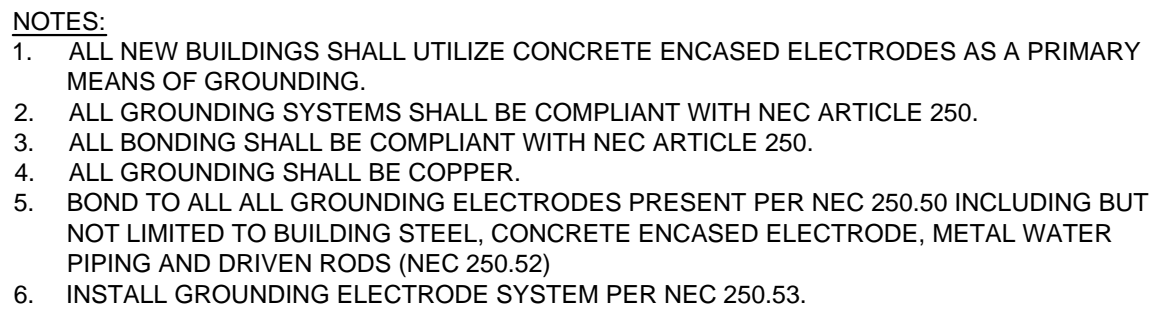 NOTES:
1. ALL NEW BUILDINGS SHALL UTILIZE CONCRETE ENCASED ELECTRODES AS A PRIMARY
MEANS OF GROUNDING.
2. ALL GROUNDING SYSTEMS SHALL BE COMPLIANT WITH NEC ARTICLE 250.
3. ALL BONDING SHALL BE COMPLIANT WITH NEC ARTICLE 250.
4. ALL GROUNDING SHALL BE COPPER.
5. BOND TO ALL ALL GROUNDING ELECTRODES PRESENT PER NEC 250.50 INCLUDING BUT
NOT LIMITED TO BUILDING STEEL, CONCRETE ENCASED ELECTRODE, METAL WATER
PIPING AND DRIVEN RODS (NEC 250.52)
6. INSTALL GROUNDING ELECTRODE SYSTEM PER NEC 250.53.